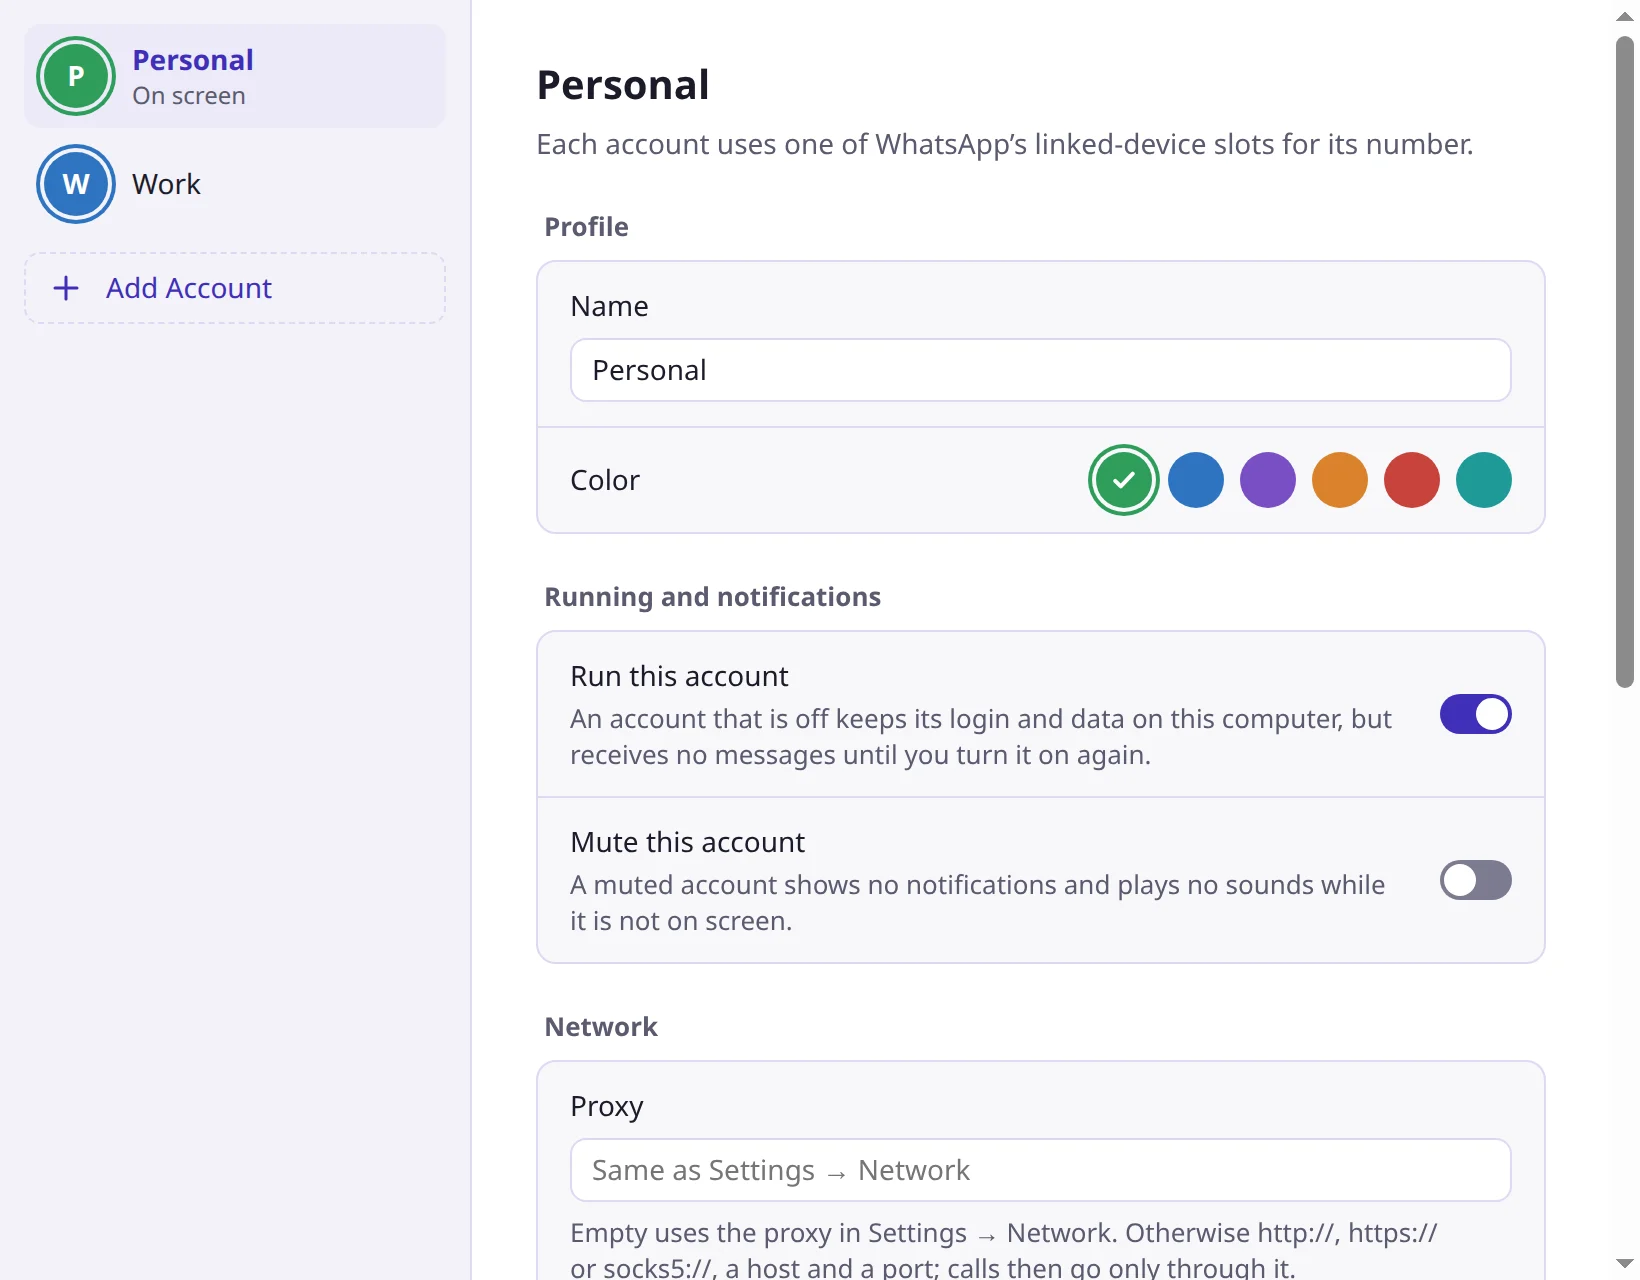 P
Personal
On screen
W
Work
Add Account
Personal
Each account uses one of WhatsApp’s linked-device slots for its number.
Profile
Name
Personal
Color
Running and notifications
Run this account
An account that is off keeps its login and data on this computer, but
receives no messages until you turn it on again.
Mute this account
A muted account shows no notifications and plays no sounds while
it is not on screen.
Network
Proxy
Same as Settings → Network
Empty uses the proxy in Settings → Network. Otherwise http://, https://
or socks5://, a host and a port; calls then go only through it.